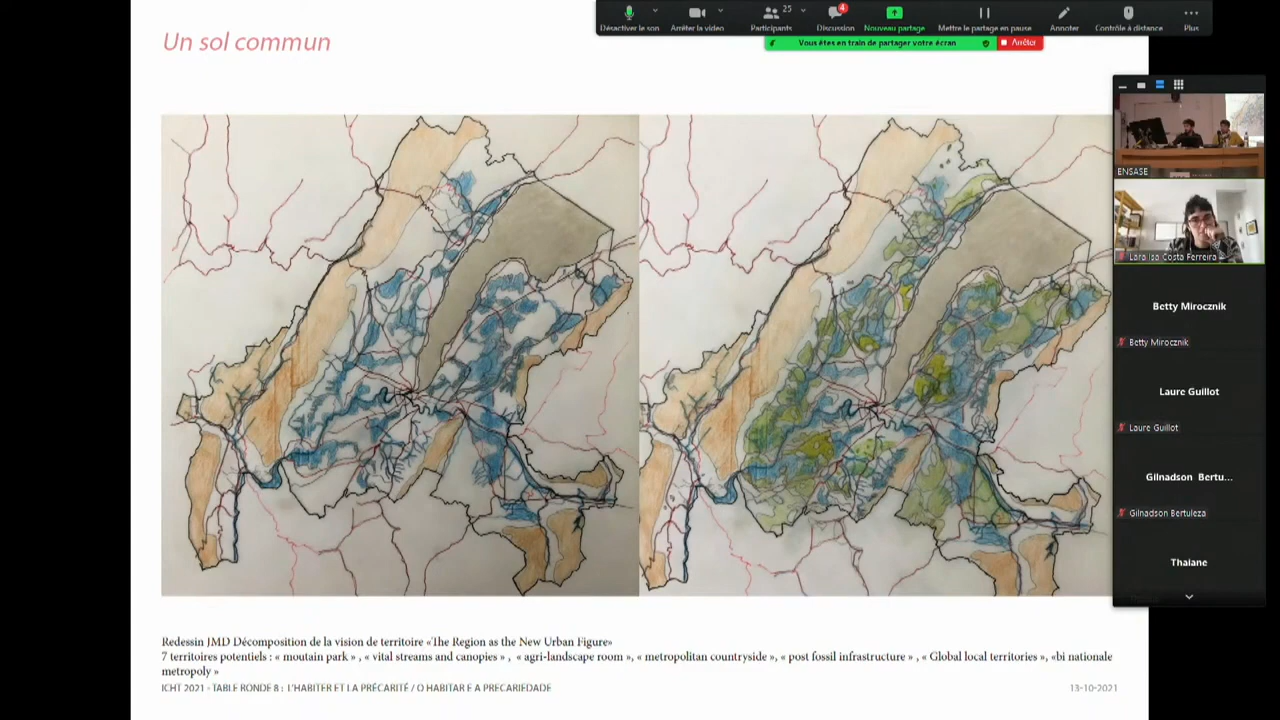 Un sol commun
Désactiver le son
Arrêter la vidéo
25
Participants
4
Discussion
Nouveau partage
Mettre le partage en pause
Annoter
Contrôle à distance
Plus
Vous êtes en train de partager votre écran
Arrêter
ENSASE
Lara Isa Costa Ferreira
Betty Mirocznik
Betty Mirocznik
Laure Guillot
Laure Guillot
Gilnadson Bertu...
Gilnadson Bertuleza
Thaiane
Redessin JMD Décomposition de la vision de territoire «The Region as the New Urban Figure»
7 territoires potentiels : « moutain park » , « vital streams and canopies » , « agri-landscape room », « metropolitan countryside », « post fossil infrastructure » , « Global local territories », «bi nationale
metropoly »
ICHT 2021 - TABLE RONDE 8 : L'HABITER ET LA PRÉCARITÉ / O HABITAR E A PRECARIEDADE
13-10-2021